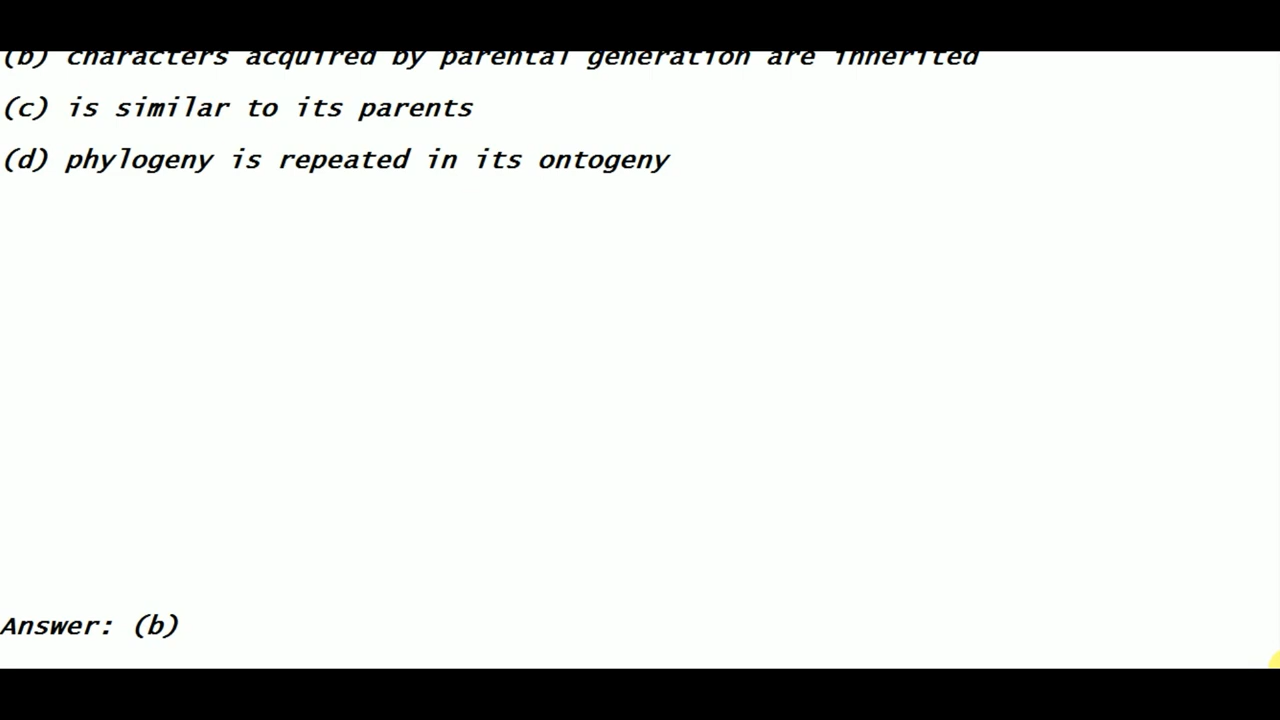 (b) characters acquired by parental generation are inherited
(c) is similar to its parents
(d) phylogeny is repeated in its ontogeny
Answer: (b)